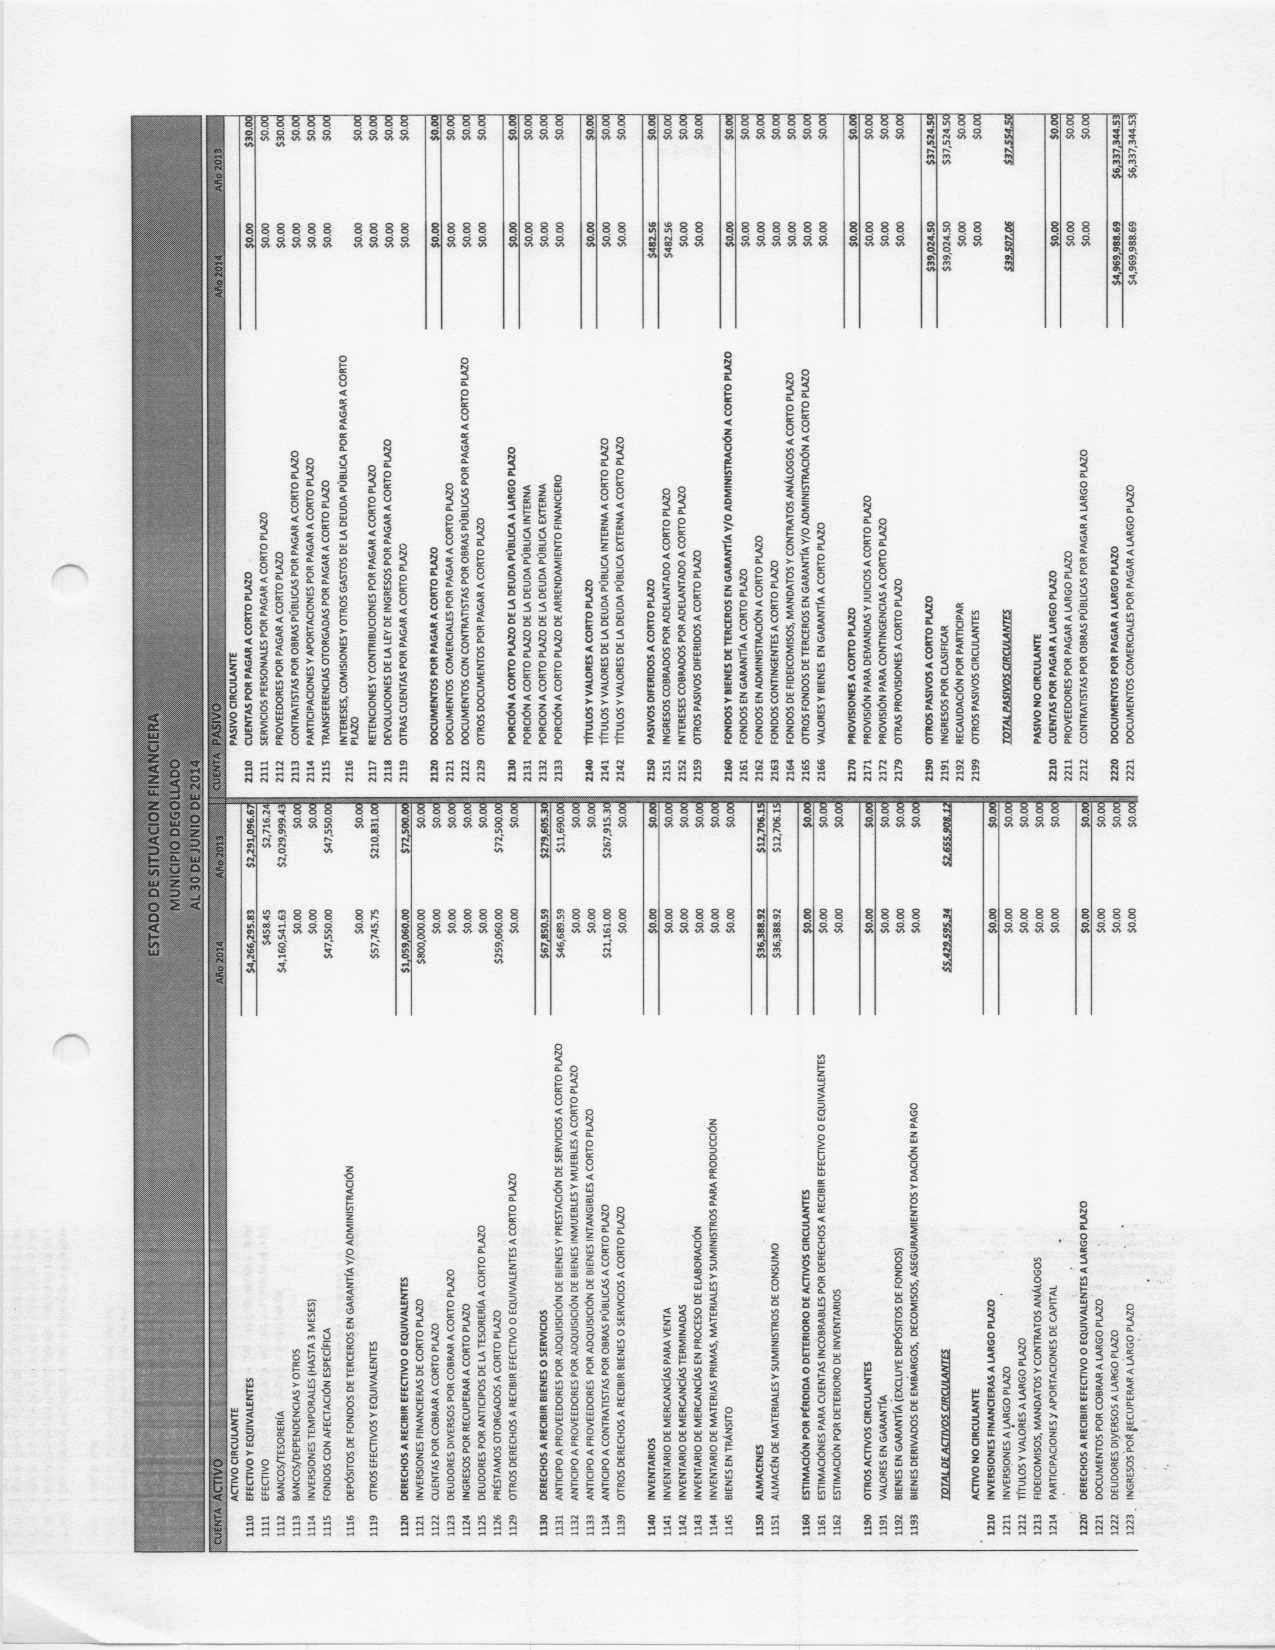 ESTADO DE SITUACION FINANCIERA
MUNICIPIO DEGOLLADO
AL 30 DE JUNIO DE 2014
CUENTA ACTIVO Año 2014 Año 2013
ACTIVO CIRCULANTE
1110 EFECTIVO Y EQUIVALENTES $4,266,295.83 $2,291,096.67
1111 EFECTIVO $458.45 $2,716.24
1112 BANCOS/TESORERÍA $4,160,541.63 $2,029,999.43
1113 BANCOS/DEPENDENCIAS Y OTROS $0.00 $0.00
1114 INVERSIONES TEMPORALES (HASTA 3 MESES) $0.00 $0.00
1115 FONDOS CON AFECTACIÓN ESPECÍFICA $47,550.00 $47,550.00
1116 DEPÓSITOS DE FONDOS DE TERCEROS EN GARANTÍA Y/O ADMINISTRACIÓN $0.00 $0.00
1119 OTROS EFECTIVOS Y EQUIVALENTES $57,745.75 $210,831.00
1120 DERECHOS A RECIBIR EFECTIVO O EQUIVALENTES $1,059,060.00 $72,500.00
1121 INVERSIONES FINANCIERAS DE CORTO PLAZO $800,000.00 $0.00
1122 CUENTAS POR COBRAR A CORTO PLAZO $0.00 $0.00
1123 DEUDORES DIVERSOS POR COBRAR A CORTO PLAZO $0.00 $0.00
1124 INGRESOS POR RECUPERAR A CORTO PLAZO $0.00 $0.00
1125 DEUDORES POR ANTICIPOS DE LA TESORERÍA A CORTO PLAZO $0.00 $0.00
1126 PRÉSTAMOS OTORGADOS A CORTO PLAZO $259,060.00 $72,500.00
1129 OTROS DERECHOS A RECIBIR EFECTIVO O EQUIVALENTES A CORTO PLAZO $0.00 $0.00
1130 DERECHOS A RECIBIR BIENES O SERVICIOS $67,850.59 $279,605.30
1131 ANTICIPO A PROVEEDORES POR ADQUISICIÓN DE BIENES Y PRESTACIÓN DE SERVICIOS A CORTO PLAZO $46,689.59 $11,690.00
1132 ANTICIPO A PROVEEDORES POR ADQUISICIÓN DE BIENES INMUEBLES Y MUEBLES A CORTO PLAZO $0.00 $0.00
1133 ANTICIPO A PROVEEDORES POR ADQUISICIÓN DE BIENES INTANGIBLES A CORTO PLAZO $0.00 $0.00
1134 ANTICIPO A CONTRATISTAS POR OBRAS PÚBLICAS A CORTO PLAZO $21,161.00 $267,915.30
1139 OTROS DERECHOS A RECIBIR BIENES O SERVICIOS A CORTO PLAZO $0.00 $0.00
1140 INVENTARIOS $0.00 $0.00
1141 INVENTARIO DE MERCANCÍAS PARA VENTA $0.00 $0.00
1142 INVENTARIO DE MERCANCÍAS TERMINADAS $0.00 $0.00
1143 INVENTARIO DE MERCANCÍAS EN PROCESO DE ELABORACIÓN $0.00 $0.00
1144 INVENTARIO DE MATERIAS PRIMAS, MATERIALES Y SUMINISTROS PARA PRODUCCIÓN $0.00 $0.00
1145 BIENES EN TRÁNSITO $0.00 $0.00
1150 ALMACENES $36,388.92 $12,706.15
1151 ALMACÉN DE MATERIALES Y SUMINISTROS DE CONSUMO $36,388.92 $12,706.15
1160 ESTIMACIÓN POR PÉRDIDA O DETERIORO DE ACTIVOS CIRCULANTES $0.00 $0.00
1161 ESTIMACIÓNES PARA CUENTAS INCOBRABLES POR DERECHOS A RECIBIR EFECTIVO O EQUIVALENTES $0.00 $0.00
1162 ESTIMACIÓN POR DETERIORO DE INVENTARIOS $0.00 $0.00
1190 OTROS ACTIVOS CIRCULANTES $0.00 $0.00
1191 VALORES EN GARANTÍA $0.00 $0.00
1192 BIENES EN GARANTÍA (EXCLUYE DEPÓSITOS DE FONDOS) $0.00 $0.00
1193 BIENES DERIVADOS DE EMBARGOS, DECOMISOS, ASEGURAMIENTOS Y DACIÓN EN PAGO $0.00 $0.00
TOTAL DE ACTIVOS CIRCULANTES $5,429,595.34 $2,655,908.12
ACTIVO NO CIRCULANTE
1210 INVERSIONES FINANCIERAS A LARGO PLAZO $0.00 $0.00
1211 INVERSIONES A LARGO PLAZO $0.00 $0.00
1212 TÍTULOS Y VALORES A LARGO PLAZO $0.00 $0.00
1213 FIDEICOMISOS, MANDATOS Y CONTRATOS ANÁLOGOS $0.00 $0.00
1214 PARTICIPACIONES y APORTACIONES DE CAPITAL $0.00 $0.00
1220 DERECHOS A RECIBIR EFECTIVO O EQUIVALENTES A LARGO PLAZO $0.00 $0.00
1221 DOCUMENTOS POR COBRAR A LARGO PLAZO $0.00 $0.00
1222 DEUDORES DIVERSOS A LARGO PLAZO $0.00 $0.00
1223 INGRESOS POR RECUPERAR A LARGO PLAZO $0.00 $0.00
CUENTA PASIVO Año 2014 Año 2013
PASIVO CIRCULANTE
2110 CUENTAS POR PAGAR A CORTO PLAZO $0.00 $30.00
2111 SERVICIOS PERSONALES POR PAGAR A CORTO PLAZO $0.00 $0.00
2112 PROVEEDORES POR PAGAR A CORTO PLAZO $0.00 $30.00
2113 CONTRATISTAS POR OBRAS PÚBLICAS POR PAGAR A CORTO PLAZO $0.00 $0.00
2114 PARTICIPACIONES Y APORTACIONES POR PAGAR A CORTO PLAZO $0.00 $0.00
2115 TRANSFERENCIAS OTORGADAS POR PAGAR A CORTO PLAZO $0.00 $0.00
2116 INTERESES, COMISIONES Y OTROS GASTOS DE LA DEUDA PÚBLICA POR PAGAR A CORTO
PLAZO $0.00 $0.00
2117 RETENCIONES Y CONTRIBUCIONES POR PAGAR A CORTO PLAZO $0.00 $0.00
2118 DEVOLUCIONES DE LA LEY DE INGRESOS POR PAGAR A CORTO PLAZO $0.00 $0.00
2119 OTRAS CUENTAS POR PAGAR A CORTO PLAZO $0.00 $0.00
2120 DOCUMENTOS POR PAGAR A CORTO PLAZO $0.00 $0.00
2121 DOCUMENTOS COMERCIALES POR PAGAR A CORTO PLAZO $0.00 $0.00
2122 DOCUMENTOS CON CONTRATISTAS POR OBRAS PÚBLICAS POR PAGAR A CORTO PLAZO $0.00 $0.00
2129 OTROS DOCUMENTOS POR PAGAR A CORTO PLAZO $0.00 $0.00
2130 PORCIÓN A CORTO PLAZO DE LA DEUDA PÚBLICA A LARGO PLAZO $0.00 $0.00
2131 PORCIÓN A CORTO PLAZO DE LA DEUDA PÚBLICA INTERNA $0.00 $0.00
2132 PORCION A CORTO PLAZO DE LA DEUDA PÚBLICA EXTERNA $0.00 $0.00
2133 PORCIÓN A CORTO PLAZO DE ARRENDAMIENTO FINANCIERO $0.00 $0.00
2140 TÍTULOS Y VALORES A CORTO PLAZO $0.00 $0.00
2141 TÍTULOS Y VALORES DE LA DEUDA PÚBLICA INTERNA A CORTO PLAZO $0.00 $0.00
2142 TÍTULOS Y VALORES DE LA DEUDA PÚBLICA EXTERNA A CORTO PLAZO $0.00 $0.00
2150 PASIVOS DIFERIDOS A CORTO PLAZO $482.56 $0.00
2151 INGRESOS COBRADOS POR ADELANTADO A CORTO PLAZO $482.56 $0.00
2152 INTERESES COBRADOS POR ADELANTADO A CORTO PLAZO $0.00 $0.00
2159 OTROS PASIVOS DIFERIDOS A CORTO PLAZO $0.00 $0.00
2160 FONDOS Y BIENES DE TERCEROS EN GARANTÍA Y/O ADMINISTRACIÓN A CORTO PLAZO $0.00 $0.00
2161 FONDOS EN GARANTÍA A CORTO PLAZO $0.00 $0.00
2162 FONDOS EN ADMINISTRACIÓN A CORTO PLAZO $0.00 $0.00
2163 FONDOS CONTINGENTES A CORTO PLAZO $0.00 $0.00
2164 FONDOS DE FIDEICOMISOS, MANDATOS Y CONTRATOS ANÁLOGOS A CORTO PLAZO $0.00 $0.00
2165 OTROS FONDOS DE TERCEROS EN GARANTÍA Y/O ADMINISTRACIÓN A CORTO PLAZO $0.00 $0.00
2166 VALORES Y BIENES EN GARANTÍA A CORTO PLAZO $0.00 $0.00
2170 PROVISIONES A CORTO PLAZO $0.00 $0.00
2171 PROVISIÓN PARA DEMANDAS Y JUICIOS A CORTO PLAZO $0.00 $0.00
2172 PROVISIÓN PARA CONTINGENCIAS A CORTO PLAZO $0.00 $0.00
2179 OTRAS PROVISIONES A CORTO PLAZO $0.00 $0.00
2190 OTROS PASIVOS A CORTO PLAZO $39,024.50 $37,524.50
2191 INGRESOS POR CLASIFICAR $39,024.50 $37,524.50
2192 RECAUDACIÓN POR PARTICIPAR $0.00 $0.00
2199 OTROS PASIVOS CIRCULANTES $0.00 $0.00
TOTAL PASIVOS CIRCULANTES $39,507.06 $37,554.50
PASIVO NO CIRCULANTE
2210 CUENTAS POR PAGAR A LARGO PLAZO $0.00 $0.00
2211 PROVEEDORES POR PAGAR A LARGO PLAZO $0.00 $0.00
2212 CONTRATISTAS POR OBRAS PÚBLICAS POR PAGAR A LARGO PLAZO $0.00 $0.00
2220 DOCUMENTOS POR PAGAR A LARGO PLAZO $4,969,988.69 $6,337,344.53
2221 DOCUMENTOS COMERCIALES POR PAGAR A LARGO PLAZO $4,969,988.69 $6,337,344.53